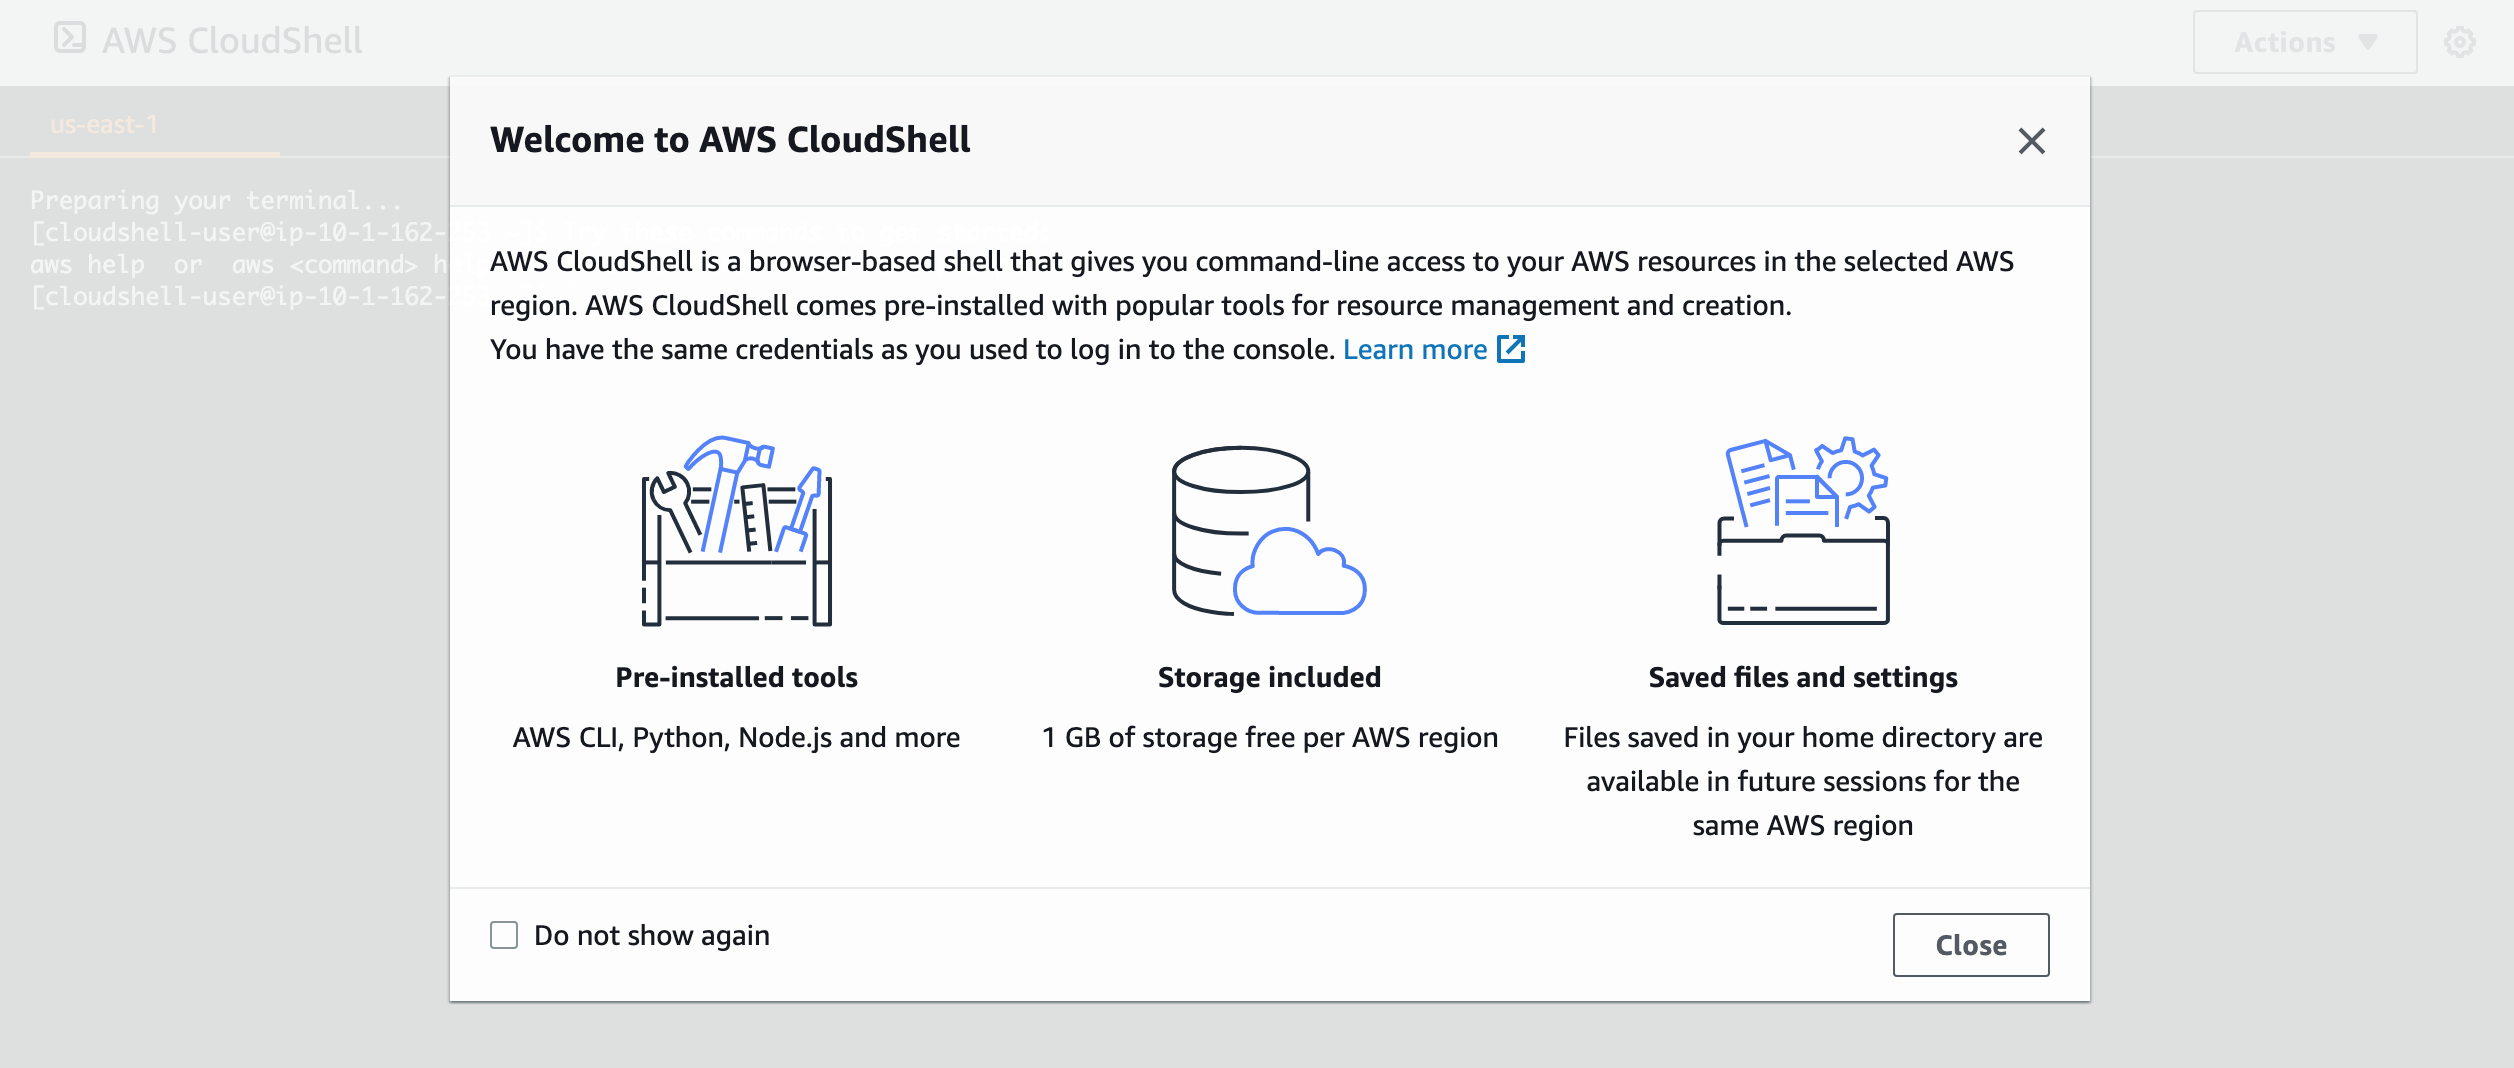 AWS CloudShell
Actions
us-east-1
Preparing your terminal...
[cloudshell-user@ip-10-1-162-
aws help or aws <command>
[cloudshell-user@ip-10-1-162-
Welcome to AWS CloudShell
AWS CloudShell is a browser-based shell that gives you command-line access to your AWS resources in the selected AWS
region. AWS CloudShell comes pre-installed with popular tools for resource management and creation.
You have the same credentials as you used to log in to the console. Learn more
Pre-installed tools
AWS CLI, Python, Node.js and more
Storage included
1 GB of storage free per AWS region
Saved files and settings
Files saved in your home directory are
available in future sessions for the
same AWS region
Do not show again
Close